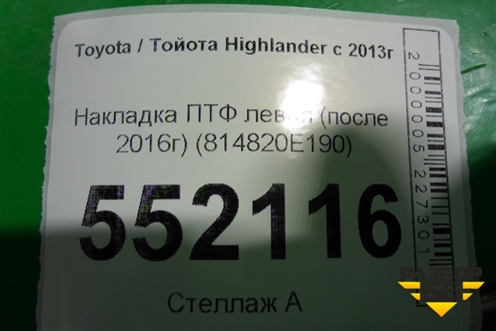 Toyota / Тойота Highlander с 2013г
Накладка ПТФ левая (после
2016г) (814820E190)
552116
Стеллаж А
2000005227301